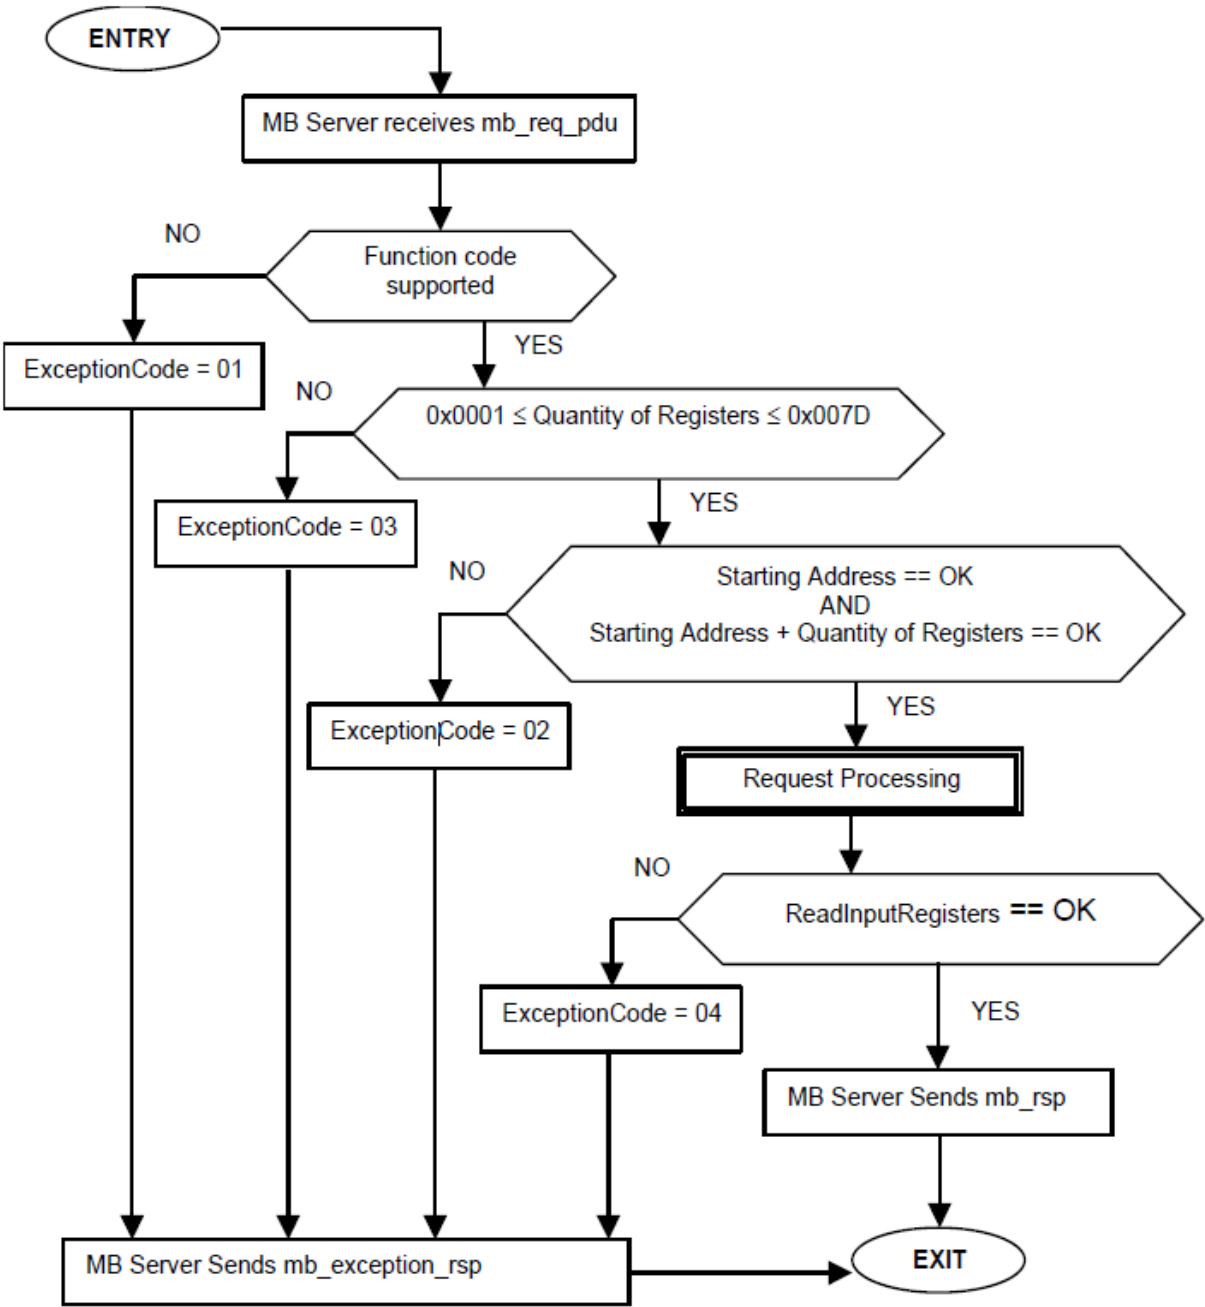 ENTRY
MB Server receives mb_req_pdu
NO
Function code
supported
YES
ExceptionCode = 01
NO
0x0001 ≤ Quantity of Registers ≤ 0x007D
YES
ExceptionCode = 03
NO
Starting Address == OK
AND
Starting Address + Quantity of Registers == OK
YES
ExceptionCode = 02
Request Processing
NO
ReadInputRegisters == OK
YES
ExceptionCode = 04
MB Server Sends mb_rsp
MB Server Sends mb_exception_rsp
EXIT